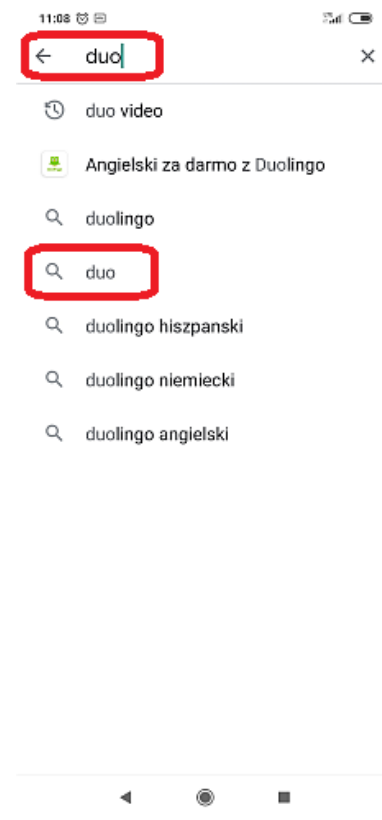 11:08
duo
duo video
Angielski za darmo z Duolingo
duolingo
duo
duolingo hiszpanski
duolingo niemiecki
duolingo angielski